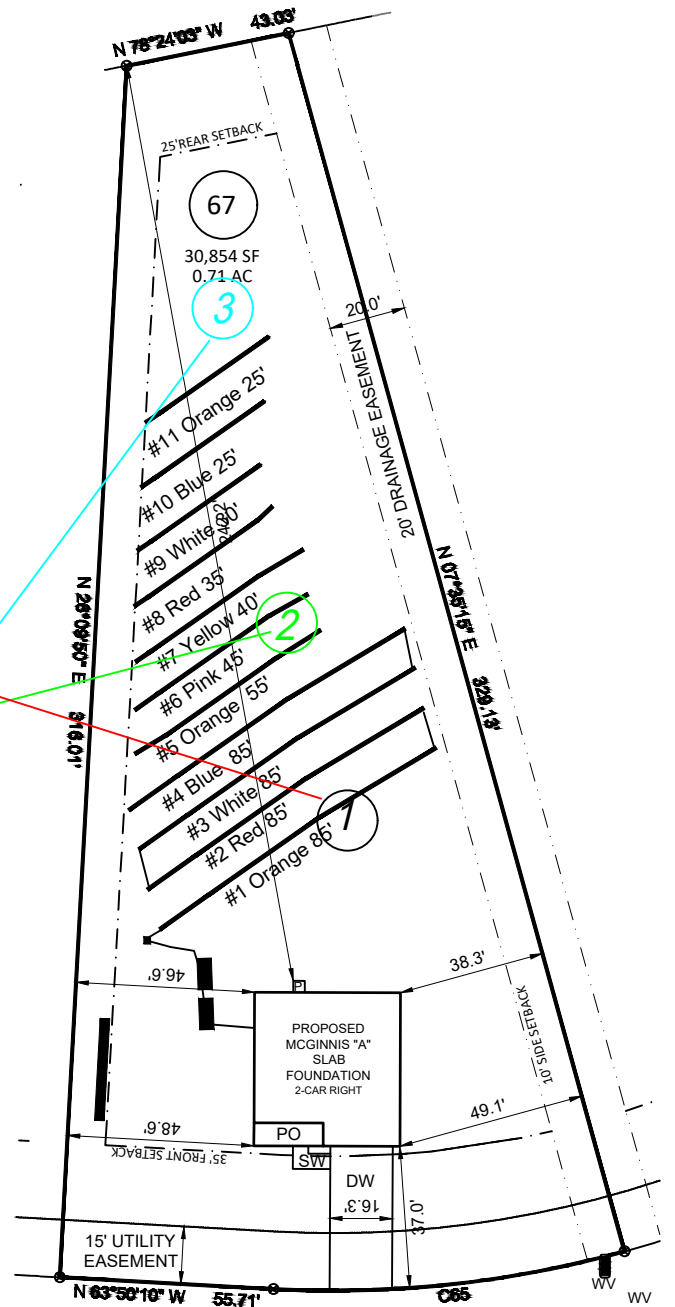 N 78°24'03" W 43.03'
25'REAR SETBACK
67
30,854 SF
0.71 AC
3
20.0'
20' DRAINAGE EASEMENT
#11 Orange 25'
#10 Blue 25'
#9 White 30'
#8 Red 35'
#7 Yellow 40'
2
#6 Pink 45'
#5 Orange 55'
#4 Blue 85'
#3 White 85'
#2 Red 85'
1
#1 Orange 85'
N 07°35'15" E 329.13'
N 26°09'50" E 316.01'
46.6'
38.3'
P
PROPOSED
MCGINNIS "A"
SLAB
FOUNDATION
2-CAR RIGHT
10' SIDE SETBACK
48.6'
49.1'
PO
35' FRONT SETBACK
SW
DW
16.3'
37.0'
15' UTILITY
EASEMENT
N 63°50'10" W 55.71'
C65
WV
WV